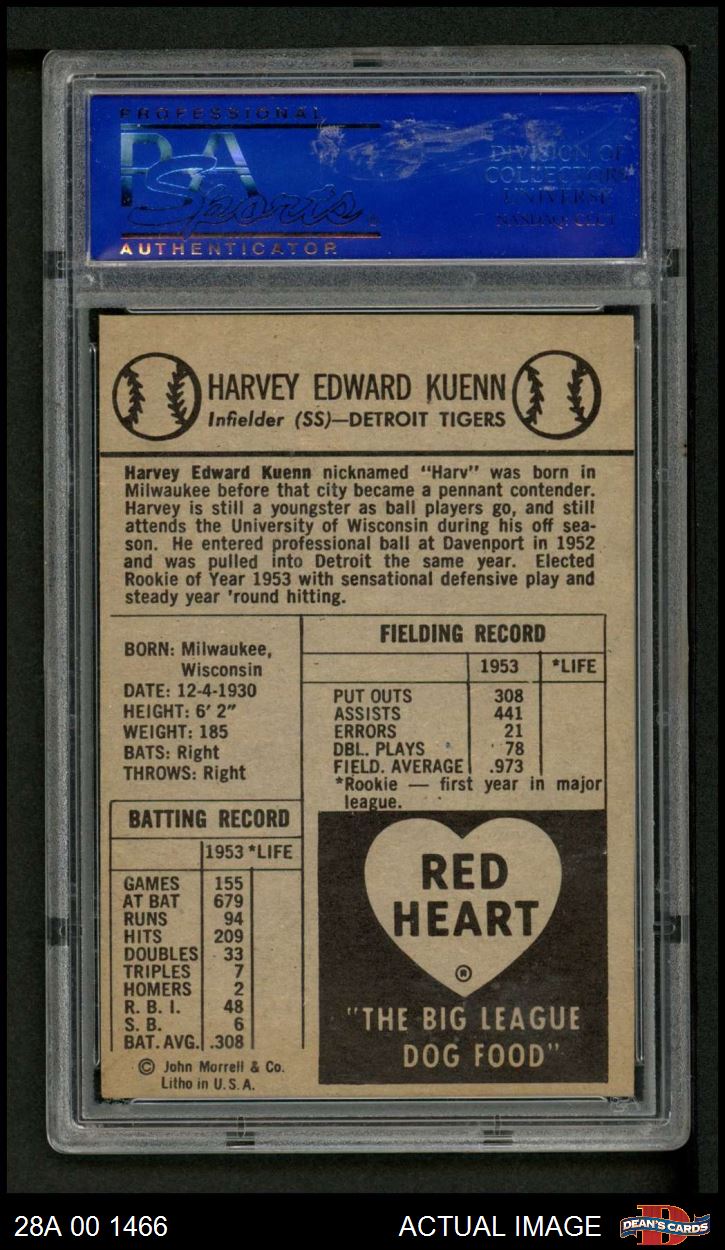 PROFESSIONAL
PSA
Sports
AUTHENTICATOR
DIVISION OF
COLLECTORS
UNIVERSE
NASDAQ: CLCT
HARVEY EDWARD KUENN
Infielder (SS)—DETROIT TIGERS
Harvey Edward Kuenn nicknamed "Harv" was born in
Milwaukee before that city became a pennant contender.
Harvey is still a youngster as ball players go, and still
attends the University of Wisconsin during his off sea-
son. He entered professional ball at Davenport in 1952
and was pulled into Detroit the same year. Elected
Rookie of Year 1953 with sensational defensive play and
steady year 'round hitting.
BORN: Milwaukee,
Wisconsin
DATE: 12-4-1930
HEIGHT: 6' 2"
WEIGHT: 185
BATS: Right
THROWS: Right
FIELDING RECORD
1953 *LIFE
PUT OUTS 308
ASSISTS 441
ERRORS 21
DBL. PLAYS 78
FIELD. AVERAGE .973
*Rookie — first year in major
league.
BATTING RECORD
1953 *LIFE
GAMES 155
AT BAT 679
RUNS 94
HITS 209
DOUBLES 33
TRIPLES 7
HOMERS 2
R. B. I. 48
S. B. 6
BAT. AVG. .308
© John Morrell & Co.
Litho in U.S.A.
RED
HEART
®
"THE BIG LEAGUE
DOG FOOD"
28A 00 1466
ACTUAL IMAGE
DEAN'S CARDS